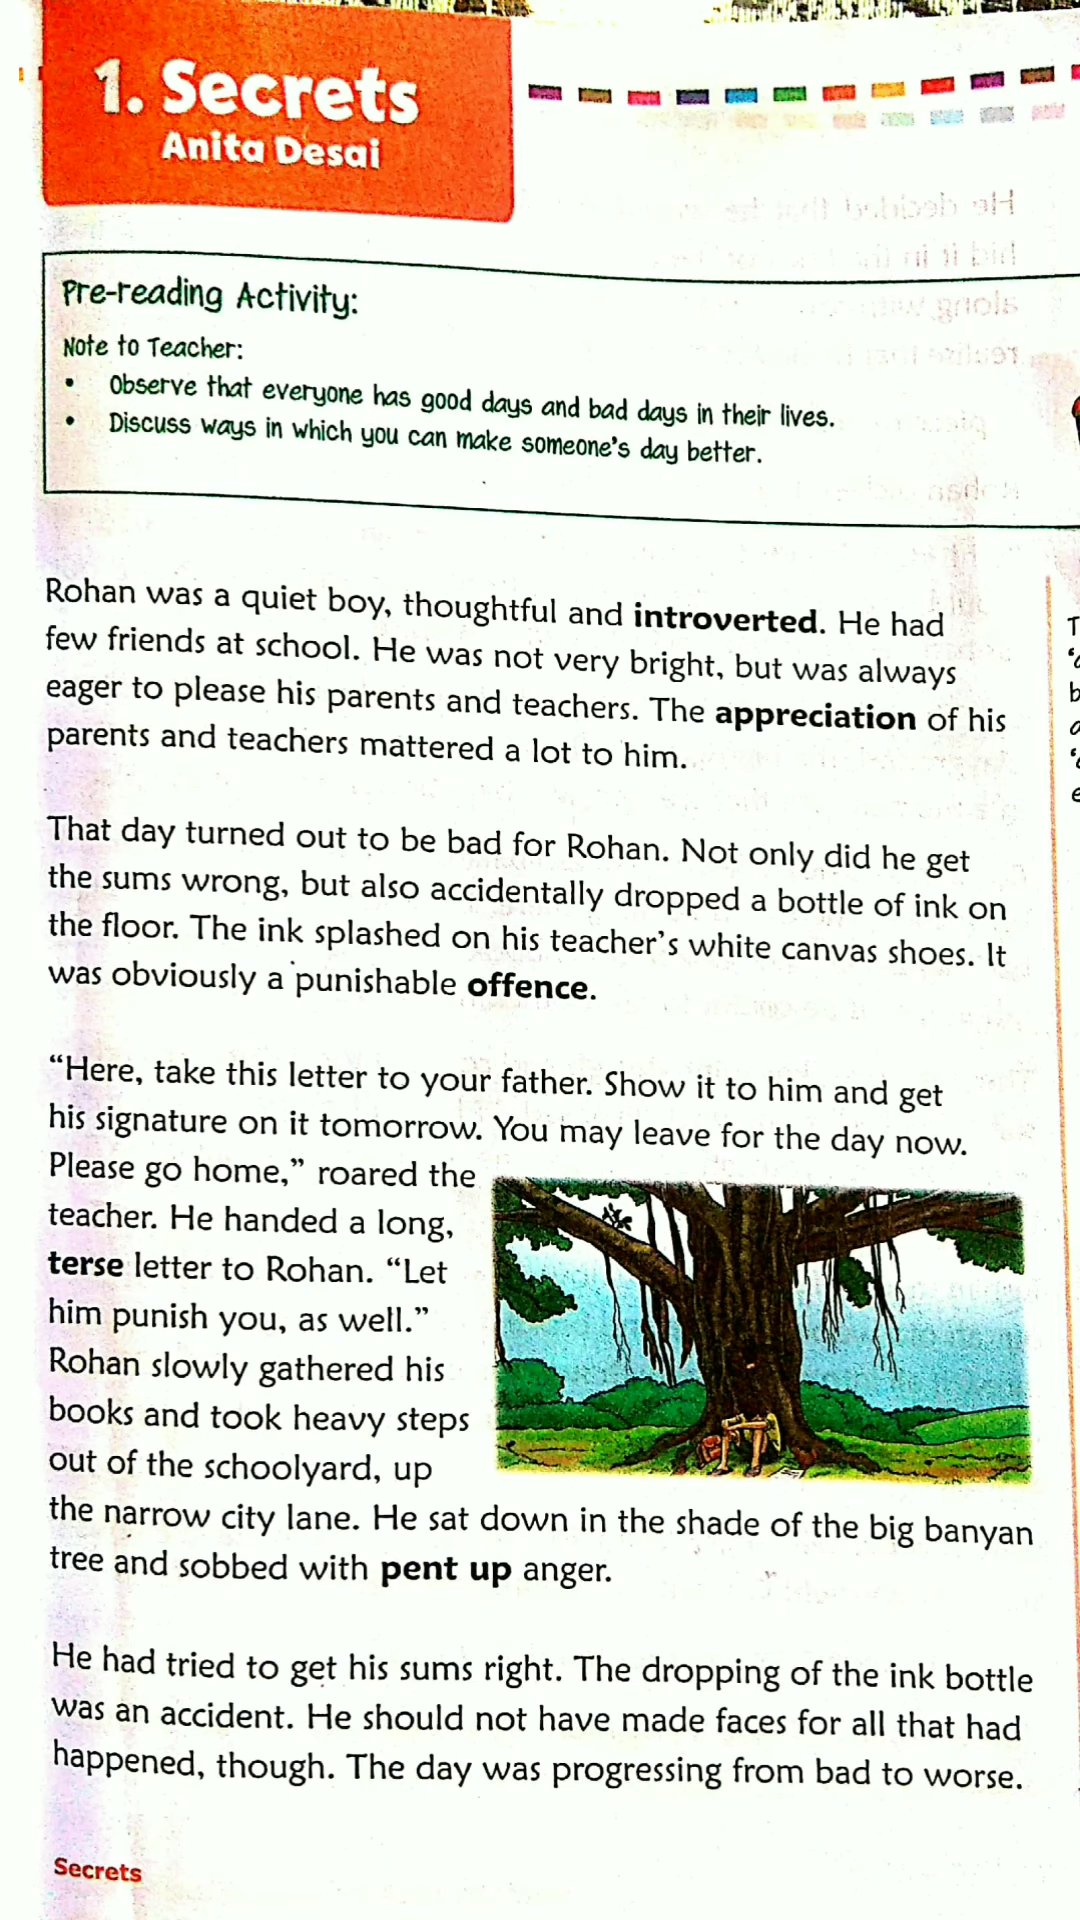 1. Secrets
Anita Desai
Pre-reading Activity:
Note to Teacher:
• Observe that everyone has good days and bad days in their lives.
• Discuss ways in which you can make someone's day better.
Rohan was a quiet boy, thoughtful and introverted. He had
few friends at school. He was not very bright, but was always
eager to please his parents and teachers. The appreciation of his
parents and teachers mattered a lot to him.
That day turned out to be bad for Rohan. Not only did he get
the sums wrong, but also accidentally dropped a bottle of ink on
the floor. The ink splashed on his teacher's white canvas shoes. It
was obviously a punishable offence.
“Here, take this letter to your father. Show it to him and get
his signature on it tomorrow. You may leave for the day now.
Please go home,” roared the
teacher. He handed a long,
terse letter to Rohan. “Let
him punish you, as well.”
Rohan slowly gathered his
books and took heavy steps
out of the schoolyard, up
the narrow city lane. He sat down in the shade of the big banyan
tree and sobbed with pent up anger.
He had tried to get his sums right. The dropping of the ink bottle
was an accident. He should not have made faces for all that had
happened, though. The day was progressing from bad to worse.
Secrets